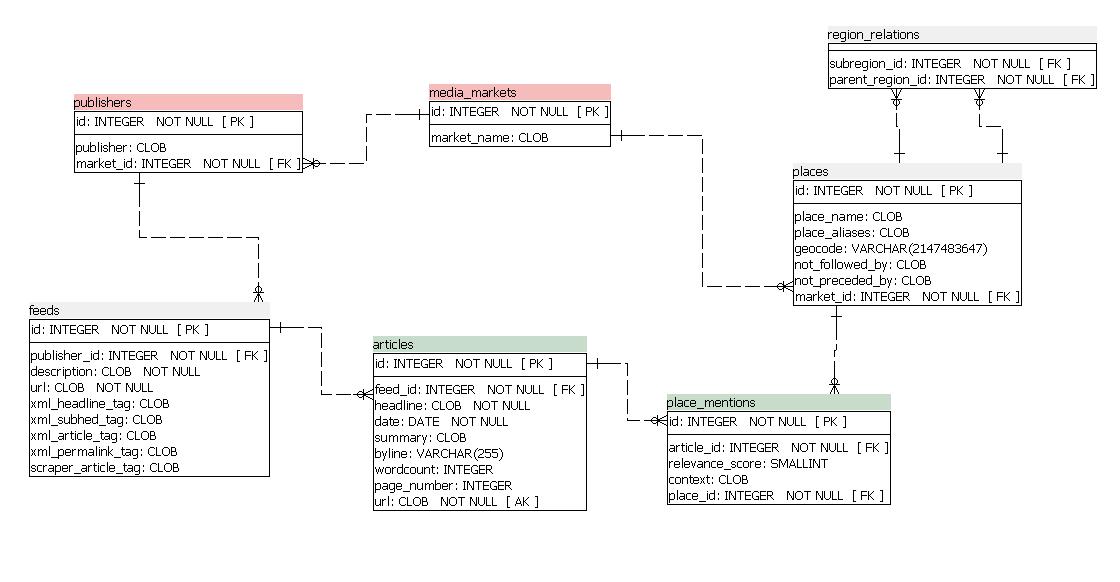 region_relations
subregion_id: INTEGER NOT NULL [ FK ]
parent_region_id: INTEGER NOT NULL [ FK ]
publishers
id: INTEGER NOT NULL [ PK ]
publisher: CLOB
market_id: INTEGER NOT NULL [ FK ]
media_markets
id: INTEGER NOT NULL [ PK ]
market_name: CLOB
places
id: INTEGER NOT NULL [ PK ]
place_name: CLOB
place_aliases: CLOB
geocode: VARCHAR(2147483647)
not_followed_by: CLOB
not_preceded_by: CLOB
market_id: INTEGER NOT NULL [ FK ]
feeds
id: INTEGER NOT NULL [ PK ]
publisher_id: INTEGER NOT NULL [ FK ]
description: CLOB NOT NULL
url: CLOB NOT NULL
xml_headline_tag: CLOB
xml_subhed_tag: CLOB
xml_article_tag: CLOB
xml_permalink_tag: CLOB
scraper_article_tag: CLOB
articles
id: INTEGER NOT NULL [ PK ]
feed_id: INTEGER NOT NULL [ FK ]
headline: CLOB NOT NULL
date: DATE NOT NULL
summary: CLOB
byline: VARCHAR(255)
wordcount: INTEGER
page_number: INTEGER
url: CLOB NOT NULL [ AK ]
place_mentions
id: INTEGER NOT NULL [ PK ]
article_id: INTEGER NOT NULL [ FK ]
relevance_score: SMALLINT
context: CLOB
place_id: INTEGER NOT NULL [ FK ]